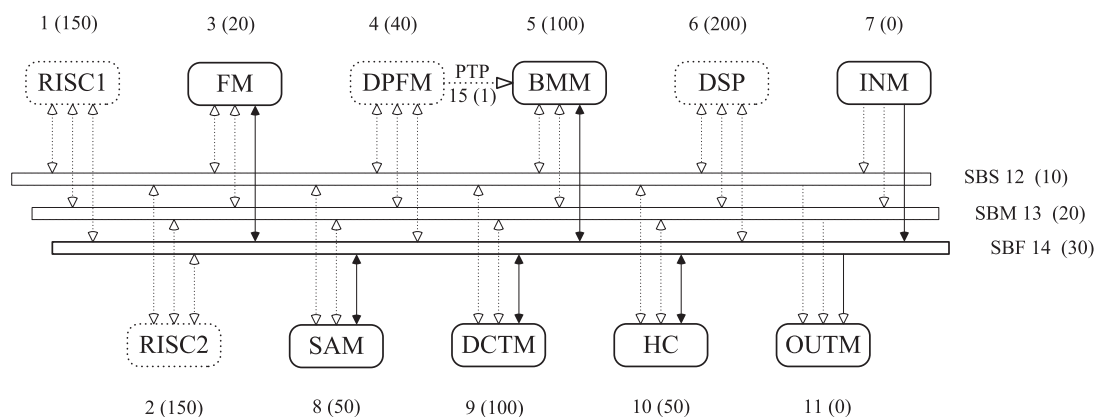 1 (150) 3 (20) 4 (40) 5 (100) 6 (200) 7 (0)
RISC1 FM DPFM PTP BMM DSP INM
15 (1)
SBS 12 (10)
SBM 13 (20)
SBF 14 (30)
RISC2 SAM DCTM HC OUTM
2 (150) 8 (50) 9 (100) 10 (50) 11 (0)